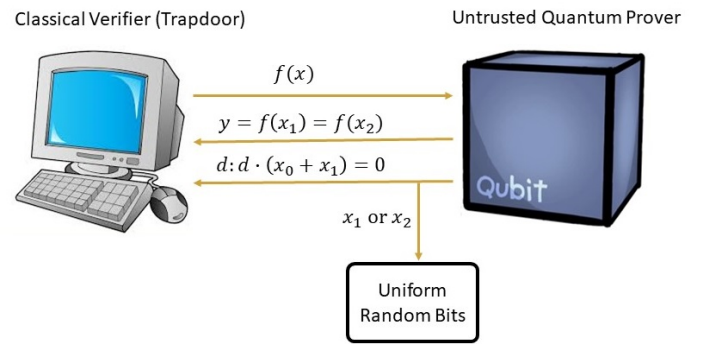 Classical Verifier (Trapdoor)
Untrusted Quantum Prover
f(x)
y = f(x₁) = f(x₂)
d: d · (x₀ + x₁) = 0
Qubit
x₁ or x₂
Uniform
Random Bits